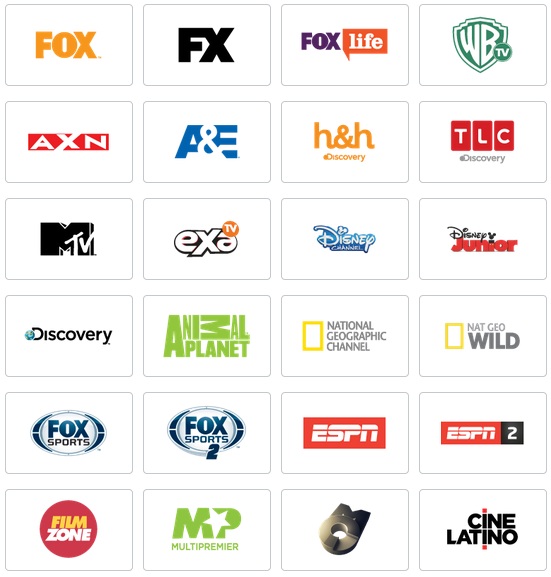 FOX
FX
FOX life
WB TV
AXN
A&E
h&h
Discovery
TLC
Discovery
MTV
exa TV
Disney
CHANNEL
Disney
Junior
Discovery
ANIMAL
PLANET
NATIONAL
GEOGRAPHIC
CHANNEL
NAT GEO
WILD
FOX
SPORTS
FOX
SPORTS
2
ESPN
ESPN 2
FILM
ZONE
MP
MULTIPREMIER
CINE
LATINO